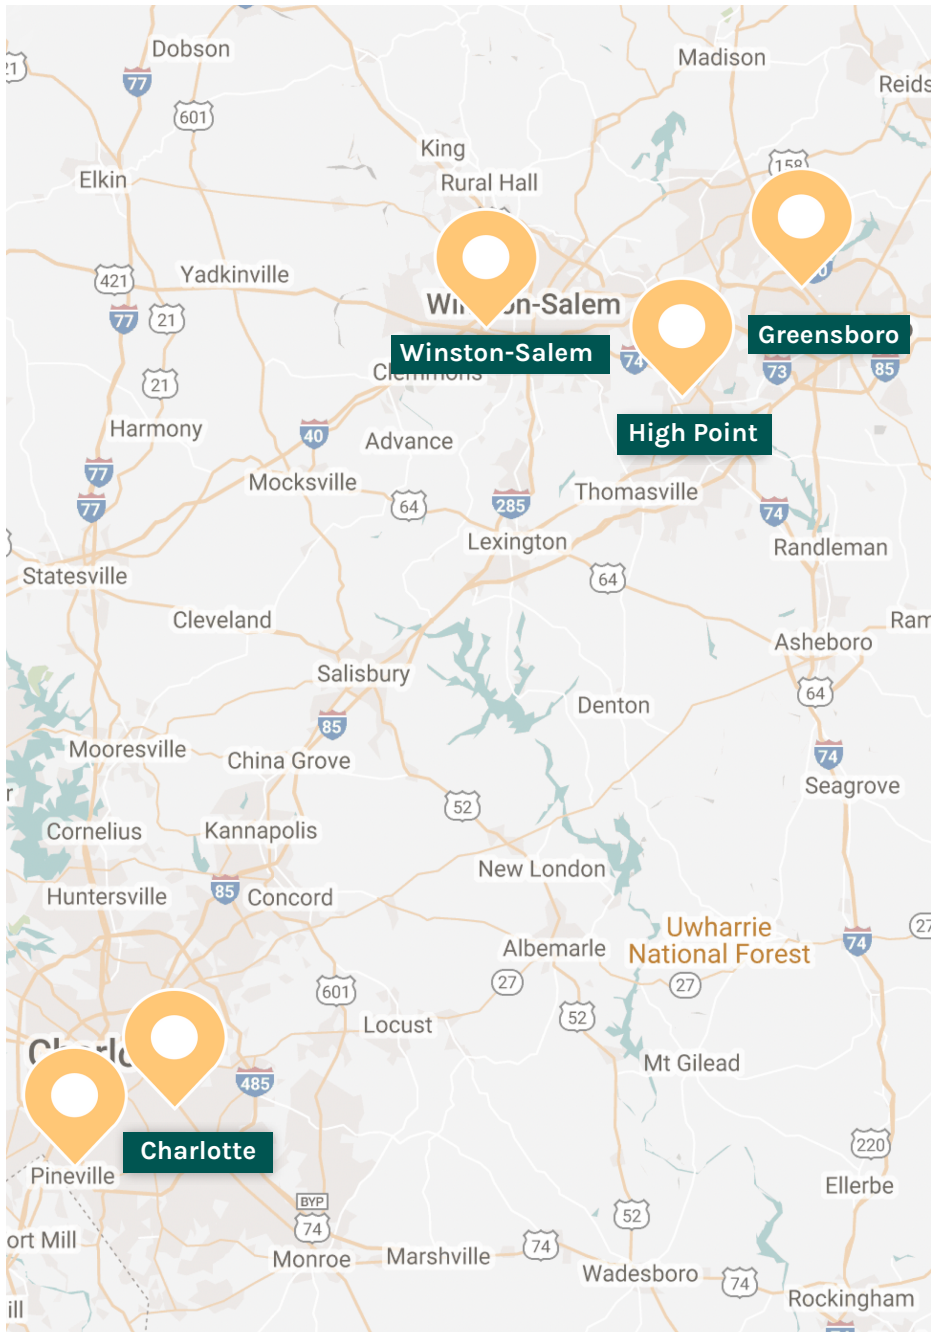 Dobson
Madison
21
77
Reids
601
King
158
Elkin
Rural Hall
421
Yadkinville
77
21
Winston-Salem
Greensboro
Winston-Salem
74
73
85
Clemmons
21
Harmony
40
Advance
High Point
77
Mocksville
64
285
Thomasville
77
74
Lexington
Randleman
Statesville
64
Cleveland
Ram
Asheboro
Salisbury
64
Denton
85
Mooresville
China Grove
74
Seagrove
r
52
Cornelius
Kannapolis
New London
Huntersville
85
Concord
Uwharrie
National Forest
27
74
Albemarle
27
27
601
52
Locust
Mt Gilead
485
Charlotte
220
Pineville
Ellerbe
BYP
74
52
ort Mill
Monroe
Marshville
74
Wadesboro
74
Rockingham
ill